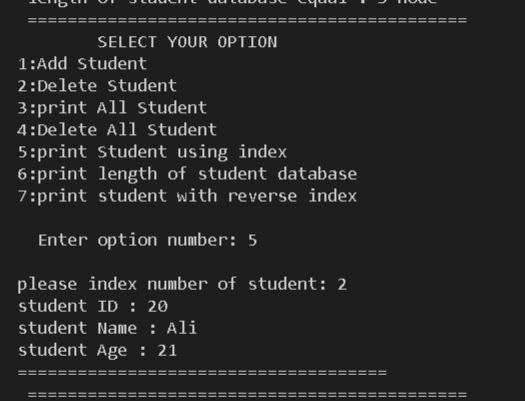 length of student database equal : 3 node
=============================================
SELECT YOUR OPTION
1:Add Student
2:Delete Student
3:print All Student
4:Delete All Student
5:print Student using index
6:print length of student database
7:print student with reverse index
Enter option number: 5
please index number of student: 2
student ID : 20
student Name : Ali
student Age : 21
=====================================
=============================================